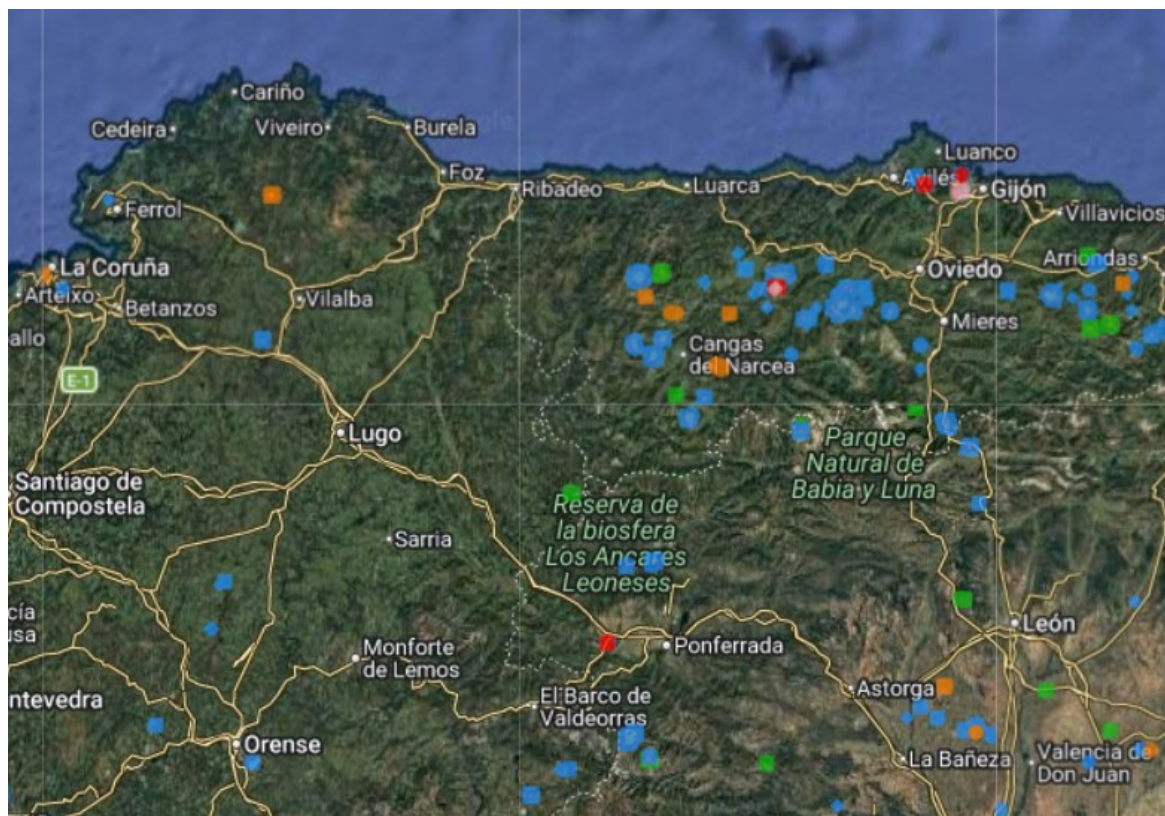 Cariño
Cedeira
Viveiro
Burela
Luanco
Foz
Avilés
Ribadeo
Luarca
Gijón
Ferrol
Villavicios
La Coruña
Oviedo
Arriondas
Arteixo
Betanzos
Vilalba
Mieres
allo
Cangas
del Narcea
E-1
Lugo
Parque
Natural de
Babia y Luna
Santiago de
Compostela
Reserva de
la biosfera
Los Ancares
Leoneses
Sarria
cía
usa
León
Monforte
de Lemos
Ponferrada
ntevedra
El Barco de
Valdeorras
Astorga
Orense
La Bañeza
Valencia de
Don Juan